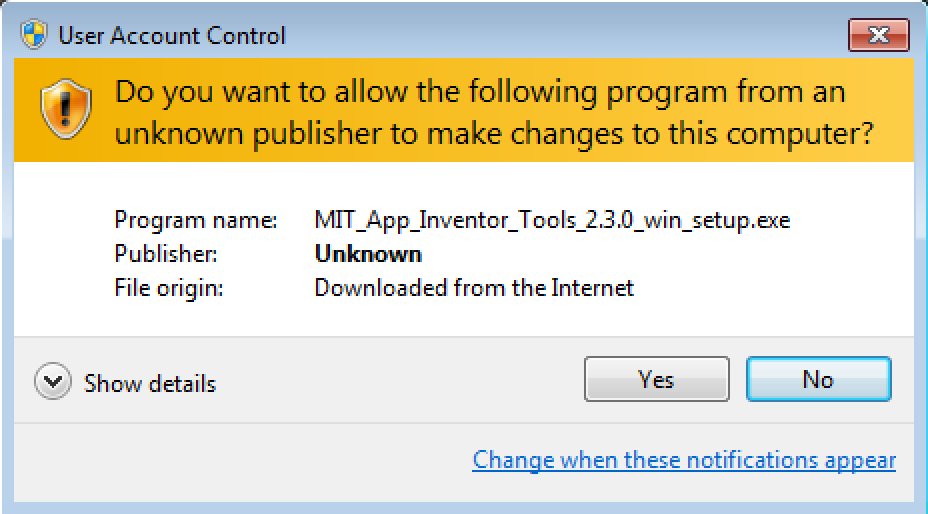 User Account Control
Do you want to allow the following program from an
unknown publisher to make changes to this computer?
Program name: MIT_App_Inventor_Tools_2.3.0_win_setup.exe
Publisher: Unknown
File origin: Downloaded from the Internet
Show details Yes No
Change when these notifications appear